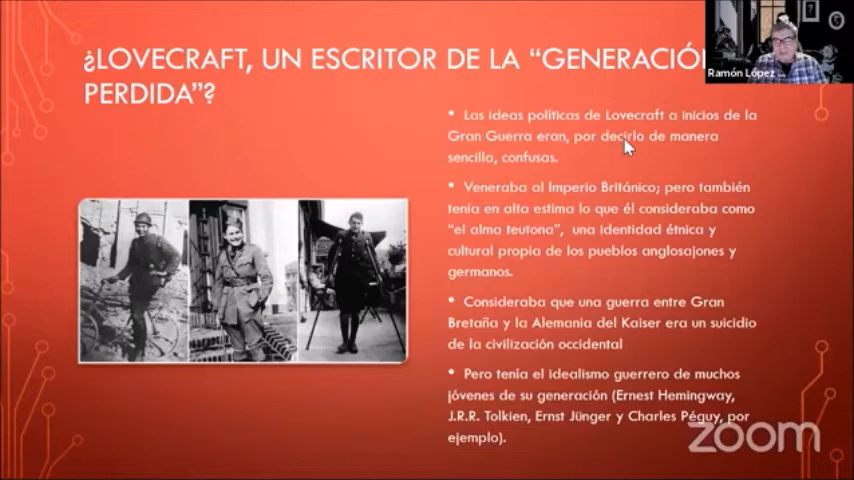 ¿LOVECRAFT, UN ESCRITOR DE LA “GENERACIÓN
PERDIDA”?
Ramón López ...
• Las ideas políticas de Lovecraft a inicios de la
Gran Guerra eran, por decirlo de manera
sencilla, confusas.
• Veneraba al Imperio Británico; pero también
tenía en alta estima lo que él consideraba como
“el alma teutona”, una identidad étnica y
cultural propia de los pueblos anglosajones y
germanos.
• Consideraba que una guerra entre Gran
Bretaña y la Alemania del Kaiser era un suicidio
de la civilización occidental
• Pero tenía el idealismo guerrero de muchos
jóvenes de su generación (Ernest Hemingway,
J.R.R. Tolkien, Ernst Jünger y Charles Péguy, por
ejemplo).
zoom